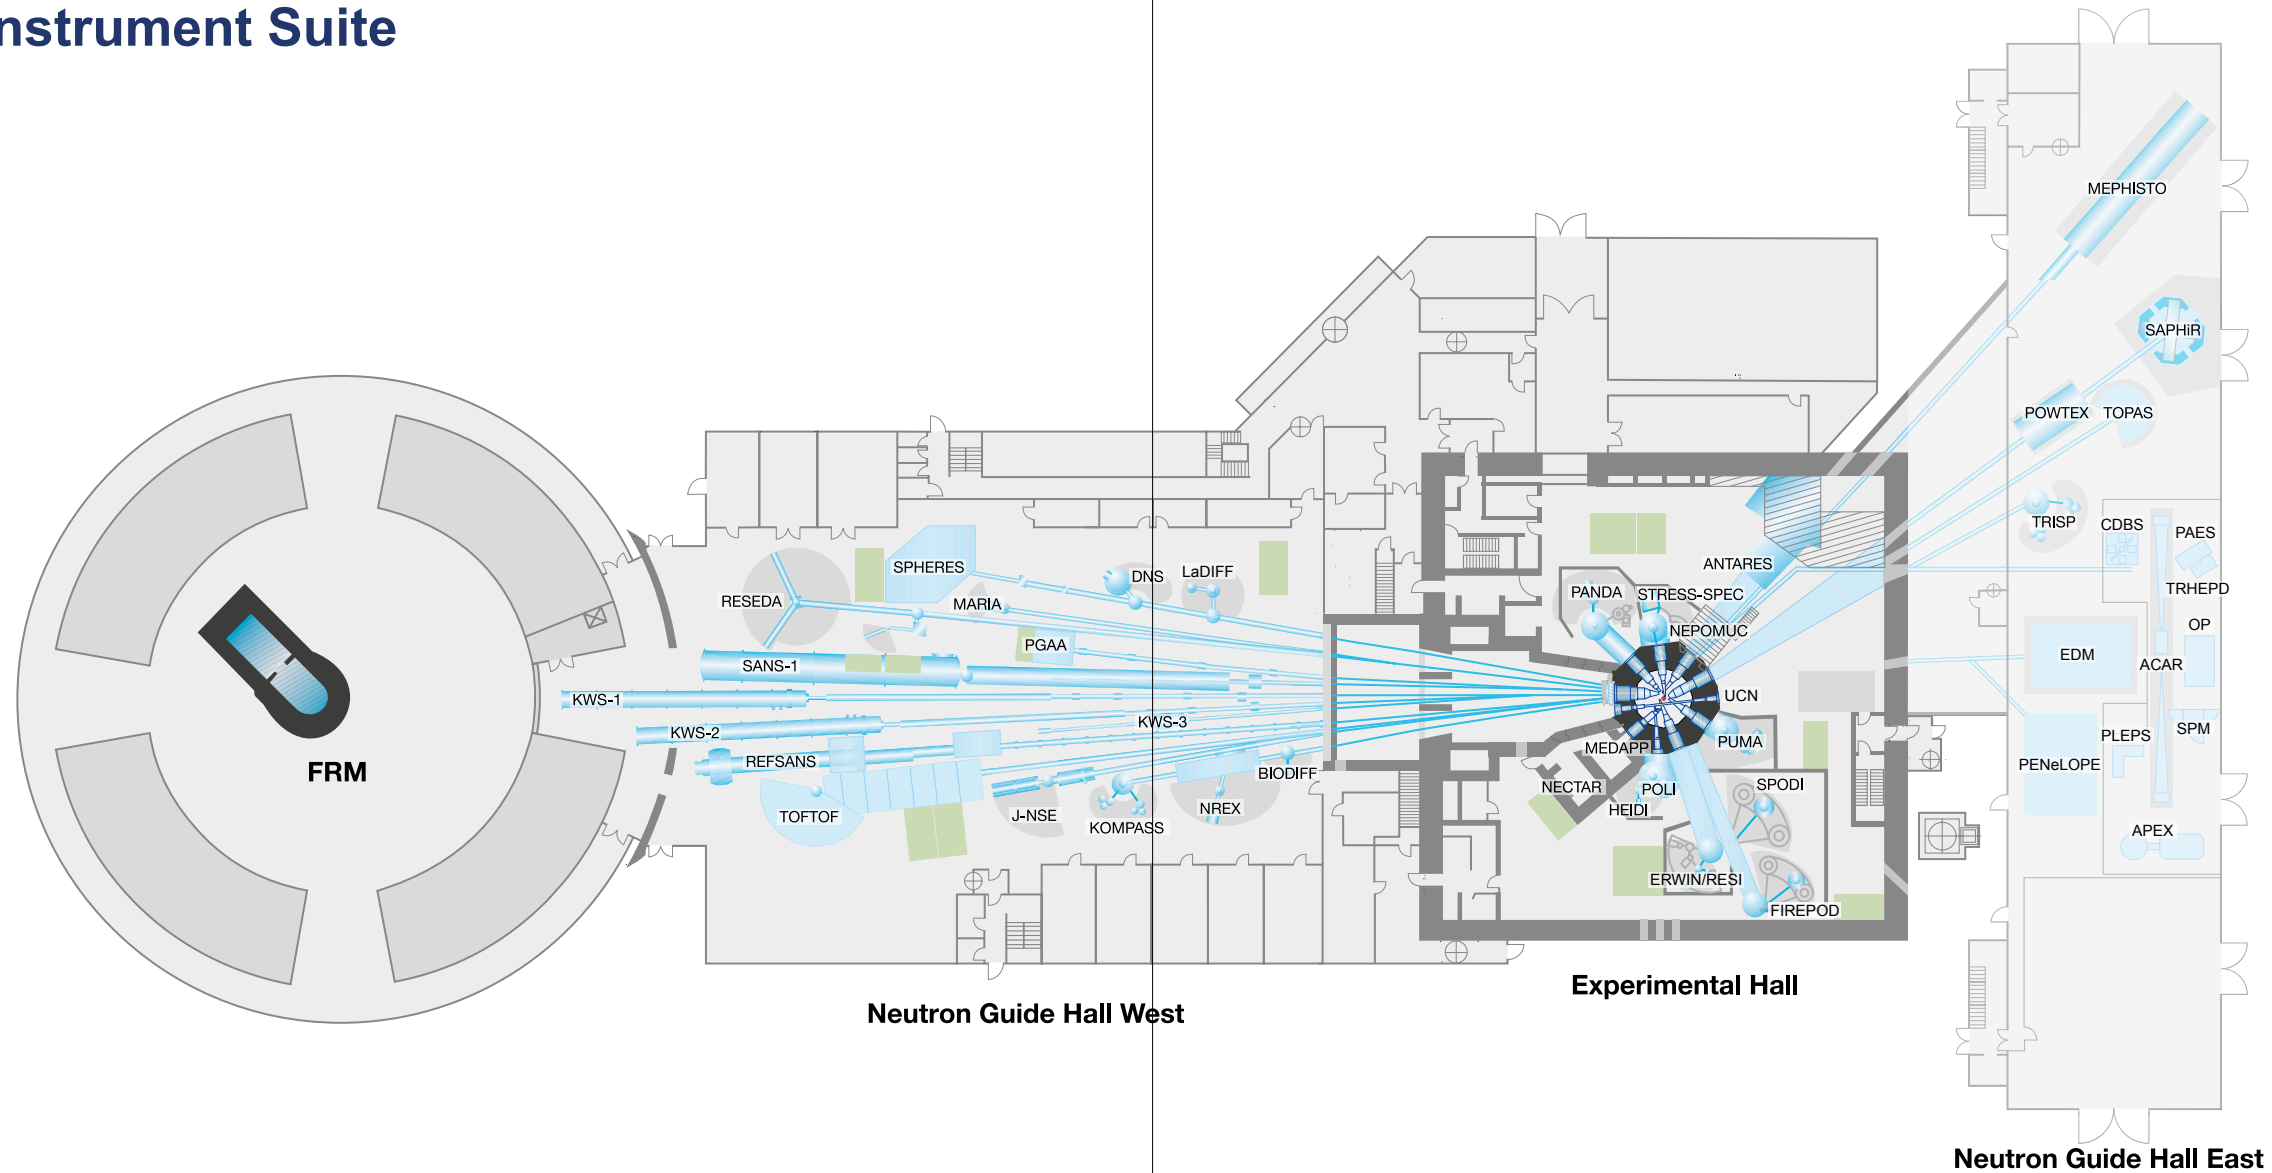 nstrument Suite
MEPHISTO
SAPHiR
POWTEX
TOPAS
TRISP
CDBS
PAES
TRHEPD
OP
EDM
ACAR
SPM
PLEPS
PENeLOPE
APEX
ANTARES
PANDA
STRESS-SPEC
NEPOMUC
UCN
MEDAPP
PUMA
NECTAR
POLI
HEIDI
SPODI
ERWIN/RESI
FIREPOD
SPHERES
DNS
LaDIFF
RESEDA
MARIA
PGAA
SANS-1
KWS-1
KWS-3
KWS-2
REFSANS
BIODIFF
TOFTOF
J-NSE
KOMPASS
NREX
FRM
Experimental Hall
Neutron Guide Hall West
Neutron Guide Hall East